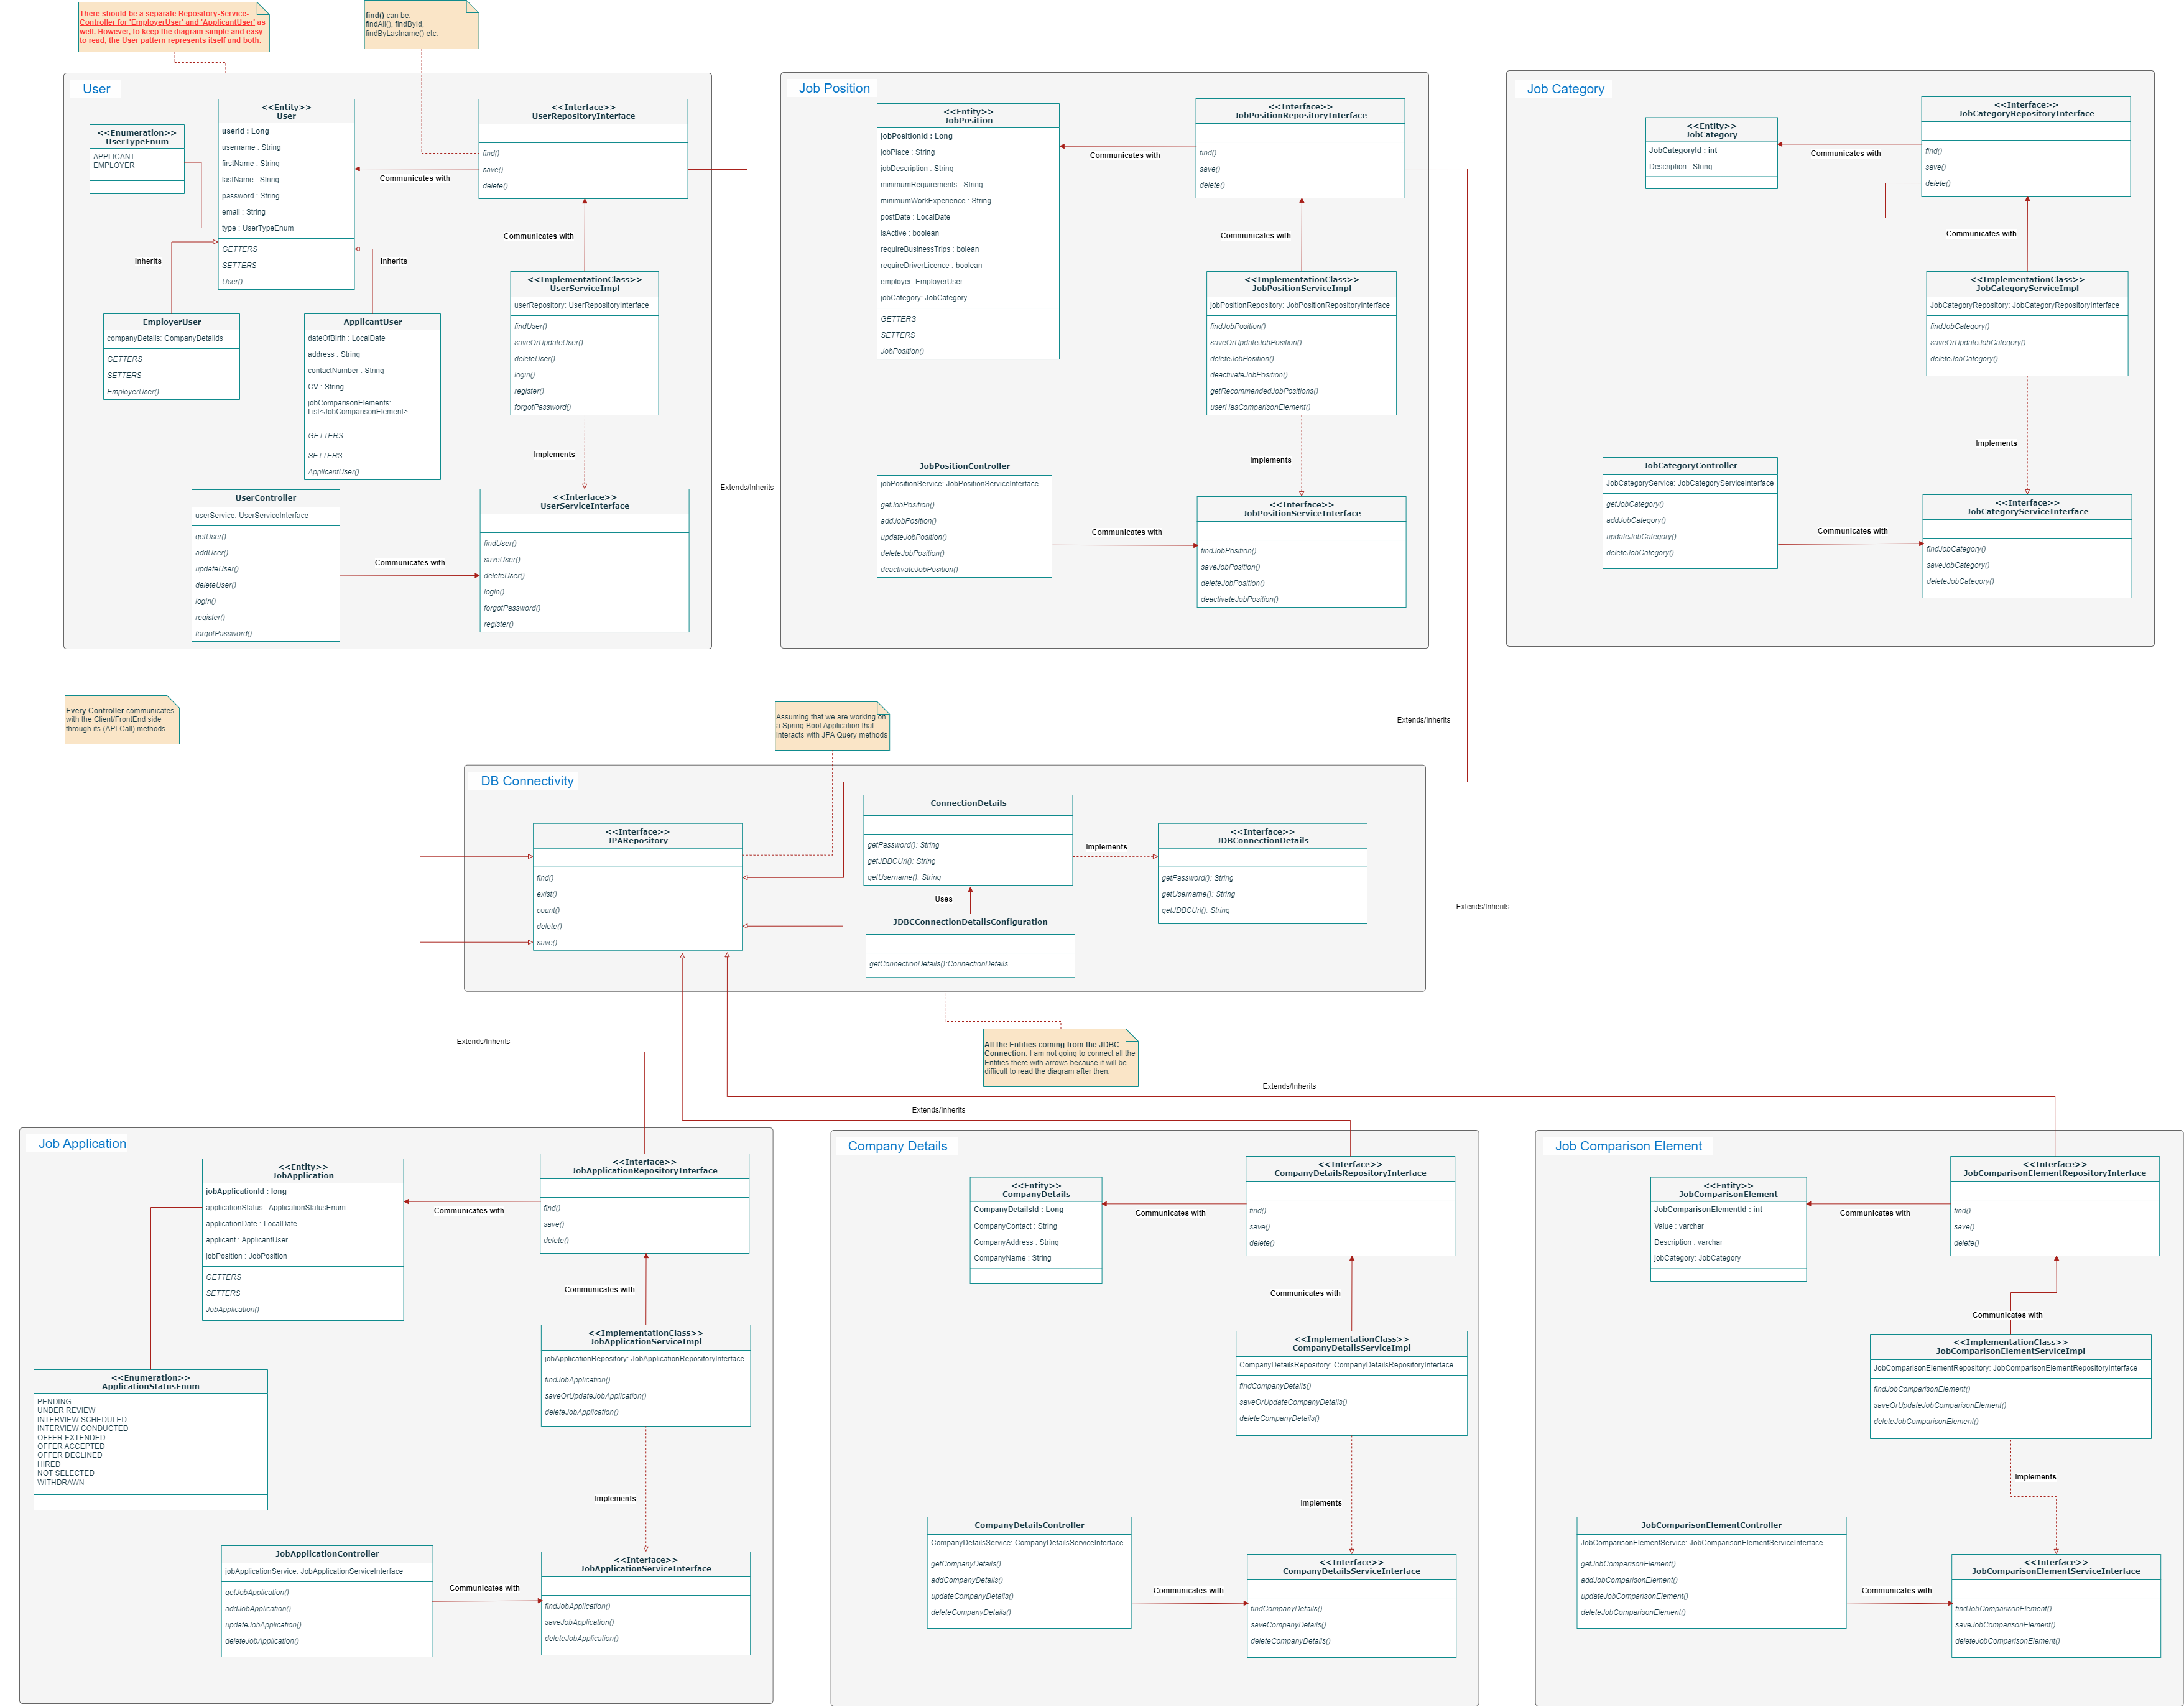 There should be a separate Repository-Service-
Controller for 'EmployerUser' and 'ApplicantUser' as
well. However, to keep the diagram simple and easy
to read, the User pattern represents itself and both.
find() can be:
findAll(), findById,
findByLastname() etc.
User
<<Enumeration>>
UserTypeEnum
APPLICANT
EMPLOYER
<<Entity>>
User
userId : Long
username : String
firstName : String
lastName : String
password : String
email : String
type : UserTypeEnum
GETTERS
SETTERS
User()
<<Interface>>
UserRepositoryInterface
find()
save()
delete()
Communicates with
Communicates with
Inherits
Inherits
EmployerUser
companyDetails: CompanyDetailds
GETTERS
SETTERS
EmployerUser()
ApplicantUser
dateOfBirth : LocalDate
address : String
contactNumber : String
CV : String
jobComparisonElements:
List<JobComparisonElement>
GETTERS
SETTERS
ApplicantUser()
<<ImplementationClass>>
UserServiceImpl
userRepository: UserRepositoryInterface
findUser()
saveOrUpdateUser()
deleteUser()
login()
register()
forgotPassword()
Implements
UserController
userService: UserServiceInterface
getUser()
addUser()
updateUser()
deleteUser()
login()
register()
forgotPassword()
Communicates with
<<Interface>>
UserServiceInterface
findUser()
saveUser()
deleteUser()
login()
forgotPassword()
register()
Extends/Inherits
Every Controller communicates
with the Client/FrontEnd side
through its (API Call) methods
Job Position
<<Entity>>
JobPosition
jobPositionId : Long
jobPlace : String
jobDescription : String
minimumRequirements : String
minimumWorkExperience : String
postDate : LocalDate
isActive : boolean
requireBusinessTrips : bolean
requireDriverLicence : boolean
employer: EmployerUser
jobCategory: JobCategory
GETTERS
SETTERS
JobPosition()
<<Interface>>
JobPositionRepositoryInterface
find()
save()
delete()
Communicates with
Communicates with
<<ImplementationClass>>
JobPositionServiceImpl
jobPositionRepository: JobPositionRepositoryInterface
findJobPosition()
saveOrUpdateJobPosition()
deleteJobPosition()
deactivateJobPosition()
getRecommendedJobPositions()
userHasComparisonElement()
Implements
JobPositionController
jobPositionService: JobPositionServiceInterface
getJobPosition()
addJobPosition()
updateJobPosition()
deleteJobPosition()
deactivateJobPosition()
Communicates with
<<Interface>>
JobPositionServiceInterface
findJobPosition()
saveJobPosition()
deleteJobPosition()
deactivateJobPosition()
Extends/Inherits
Job Category
<<Entity>>
JobCategory
JobCategoryId : int
Description : String
<<Interface>>
JobCategoryRepositoryInterface
find()
save()
delete()
Communicates with
Communicates with
<<ImplementationClass>>
JobCategoryServiceImpl
JobCategoryRepository: JobCategoryRepositoryInterface
findJobCategory()
saveOrUpdateJobCategory()
deleteJobCategory()
Implements
JobCategoryController
JobCategoryService: JobCategoryServiceInterface
getJobCategory()
addJobCategory()
updateJobCategory()
deleteJobCategory()
Communicates with
<<Interface>>
JobCategoryServiceInterface
findJobCategory()
saveJobCategory()
deleteJobCategory()
Extends/Inherits
Assuming that we are working on
a Spring Boot Application that
interacts with JPA Query methods
DB Connectivity
<<Interface>>
JPARepository
find()
exist()
count()
delete()
save()
ConnectionDetails
getPassword(): String
getJDBCUrl(): String
getUsername(): String
Implements
<<Interface>>
JDBConnectionDetails
getPassword(): String
getUsername(): String
getJDBCUrl(): String
Uses
JDBCConnectionDetailsConfiguration
getConnectionDetails():ConnectionDetails
All the Entities coming from the JDBC
Connection. I am not going to connect all the
Entities there with arrows because it will be
difficult to read the diagram after then.
Extends/Inherits
Extends/Inherits
Extends/Inherits
Job Application
<<Entity>>
JobApplication
jobApplicationId : long
applicationStatus : ApplicationStatusEnum
applicationDate : LocalDate
applicant : ApplicantUser
jobPosition : JobPosition
GETTERS
SETTERS
JobApplication()
<<Interface>>
JobApplicationRepositoryInterface
find()
save()
delete()
Communicates with
Communicates with
<<ImplementationClass>>
JobApplicationServiceImpl
jobApplicationRepository: JobApplicationRepositoryInterface
findJobApplication()
saveOrUpdateJobApplication()
deleteJobApplication()
<<Enumeration>>
ApplicationStatusEnum
PENDING
UNDER REVIEW
INTERVIEW SCHEDULED
INTERVIEW CONDUCTED
OFFER EXTENDED
OFFER ACCEPTED
OFFER DECLINED
HIRED
NOT SELECTED
WITHDRAWN
Implements
JobApplicationController
jobApplicationService: JobApplicationServiceInterface
getJobApplication()
addJobApplication()
updateJobApplication()
deleteJobApplication()
Communicates with
<<Interface>>
JobApplicationServiceInterface
findJobApplication()
saveJobApplication()
deleteJobApplication()
Company Details
<<Entity>>
CompanyDetails
CompanyDetailsId : Long
CompanyContact : String
CompanyAddress : String
CompanyName : String
<<Interface>>
CompanyDetailsRepositoryInterface
find()
save()
delete()
Communicates with
Communicates with
<<ImplementationClass>>
CompanyDetailsServiceImpl
CompanyDetailsRepository: CompanyDetailsRepositoryInterface
findCompanyDetails()
saveOrUpdateCompanyDetails()
deleteCompanyDetails()
Implements
CompanyDetailsController
CompanyDetailsService: CompanyDetailsServiceInterface
getCompanyDetails()
addCompanyDetails()
updateCompanyDetails()
deleteCompanyDetails()
Communicates with
<<Interface>>
CompanyDetailsServiceInterface
findCompanyDetails()
saveCompanyDetails()
deleteCompanyDetails()
Job Comparison Element
<<Entity>>
JobComparisonElement
JobComparisonElementId : int
Value : varchar
Description : varchar
jobCategory: JobCategory
<<Interface>>
JobComparisonElementRepositoryInterface
find()
save()
delete()
Communicates with
Communicates with
<<ImplementationClass>>
JobComparisonElementServiceImpl
JobComparisonElementRepository: JobComparisonElementRepositoryInterface
findJobComparisonElement()
saveOrUpdateJobComparisonElement()
deleteJobComparisonElement()
Implements
JobComparisonElementController
JobComparisonElementService: JobComparisonElementServiceInterface
getJobComparisonElement()
addJobComparisonElement()
updateJobComparisonElement()
deleteJobComparisonElement()
Communicates with
<<Interface>>
JobComparisonElementServiceInterface
findJobComparisonElement()
saveJobComparisonElement()
deleteJobComparisonElement()